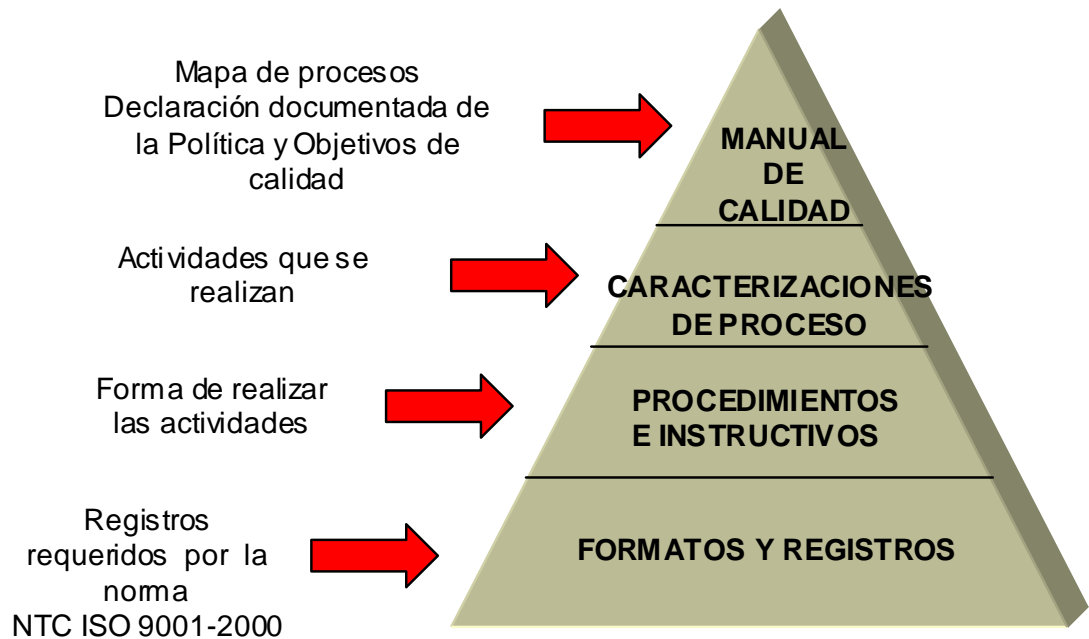 Mapa de procesos
Declaración documentada de
la Política y Objetivos de
calidad
MANUAL
DE
CALIDAD
Actividades que se
realizan
CARACTERIZACIONES
DE PROCESO
Forma de realizar
las actividades
PROCEDIMIENTOS
E INSTRUCTIVOS
Registros
requeridos por la
norma
NTC ISO 9001-2000
FORMATOS Y REGISTROS